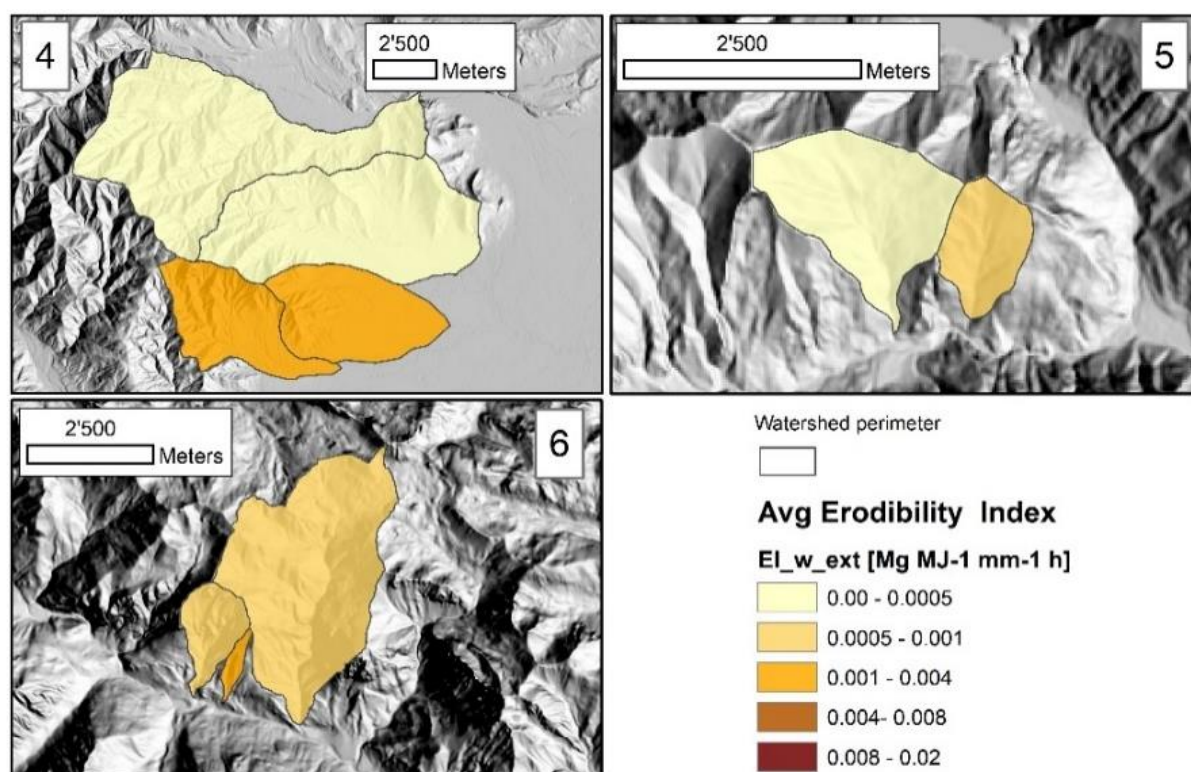 4
2'500
Meters
2'500
Meters
5
2'500
Meters
6
Watershed perimeter
Avg Erodibility Index
EI_w_ext [Mg MJ-1 mm-1 h]
0.00 - 0.0005
0.0005 - 0.001
0.001 - 0.004
0.004- 0.008
0.008 - 0.02